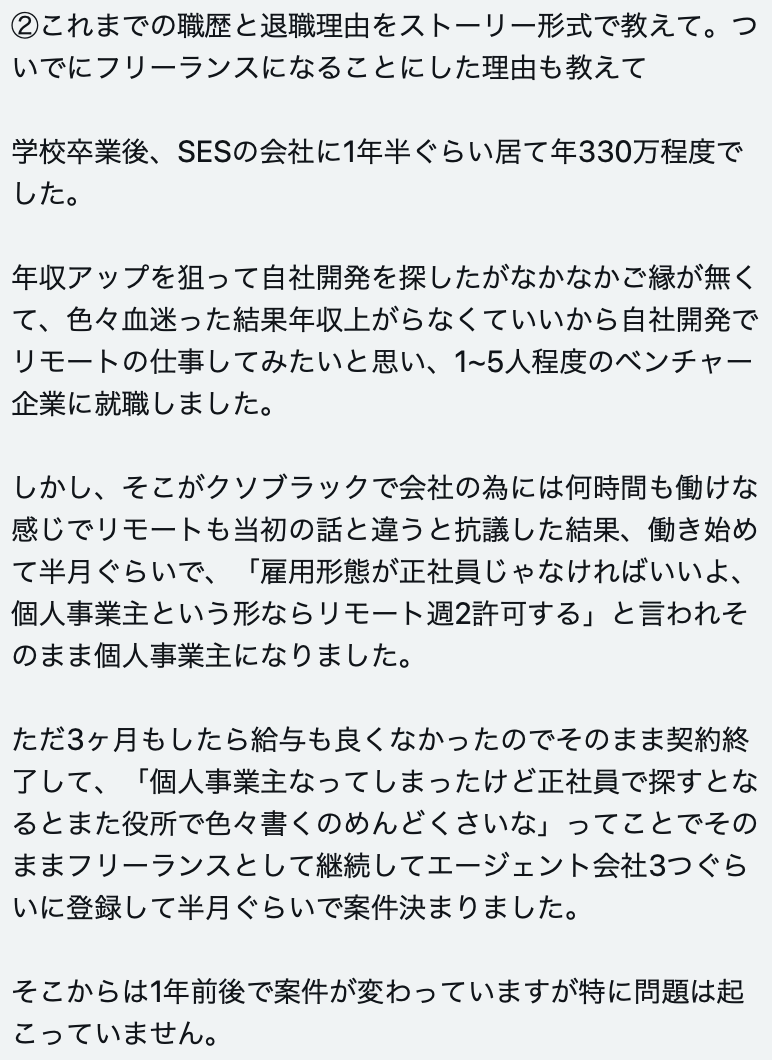 ②これまでの職歴と退職理由をストーリー形式で教えて。つ
いでにフリーランスになることにした理由も教えて
学校卒業後、SESの会社に1年半ぐらい居て年330万程度で
した。
年収アップを狙って自社開発を探したがなかなかご縁が無く
て、色々血迷った結果年収上がらなくていいから自社開発で
リモートの仕事してみたいと思い、1~5人程度のベンチャー
企業に就職しました。
しかし、そこがクソブラックで会社の為には何時間も働けな
感じでリモートも当初の話と違うと抗議した結果、働き始め
て半月ぐらいで、「雇用形態が正社員じゃなければいいよ、
個人事業主という形ならリモート週2許可する」と言われそ
のまま個人事業主になりました。
ただ3ヶ月もしたら給与も良くなかったのでそのまま契約終
了して、「個人事業主なってしまったけど正社員で探すとな
るとまた役所で色々書くのめんどくさいな」ってことでその
ままフリーランスとして継続してエージェント会社3つぐら
いに登録して半月ぐらいで案件決まりました。
そこからは1年前後で案件が変わっていますが特に問題は起
こっていません。